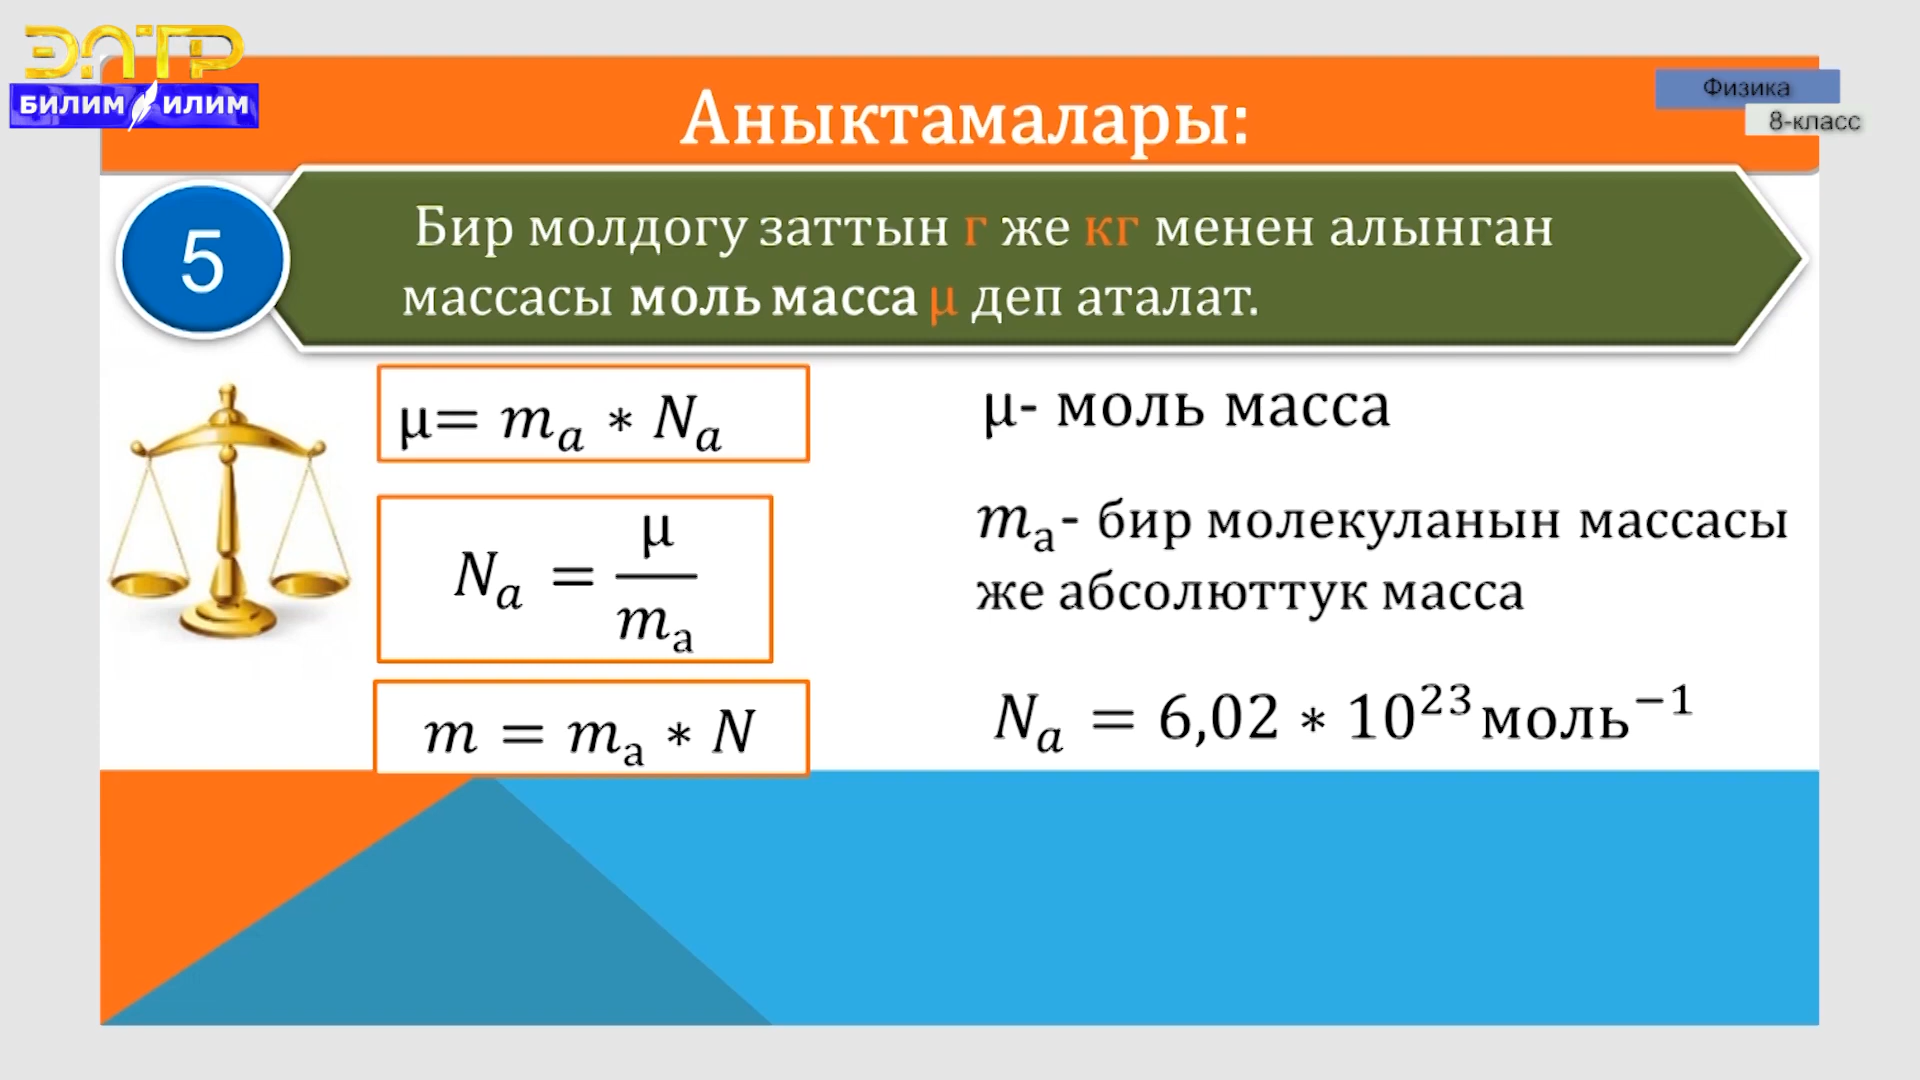 ЭЛТР
БИЛИМ ИЛИМ
Аныктамалары:
Физика
8-класс
5
Бир молдогу заттын г же кг менен алынган
массасы моль масса μ деп аталат.
μ= mₐ * Nₐ
μ- моль масса
Nₐ = μ/mₐ
mₐ- бир молекуланын массасы
же абсолюттук масса
m = mₐ * N
Nₐ = 6,02 * 10²³моль⁻¹